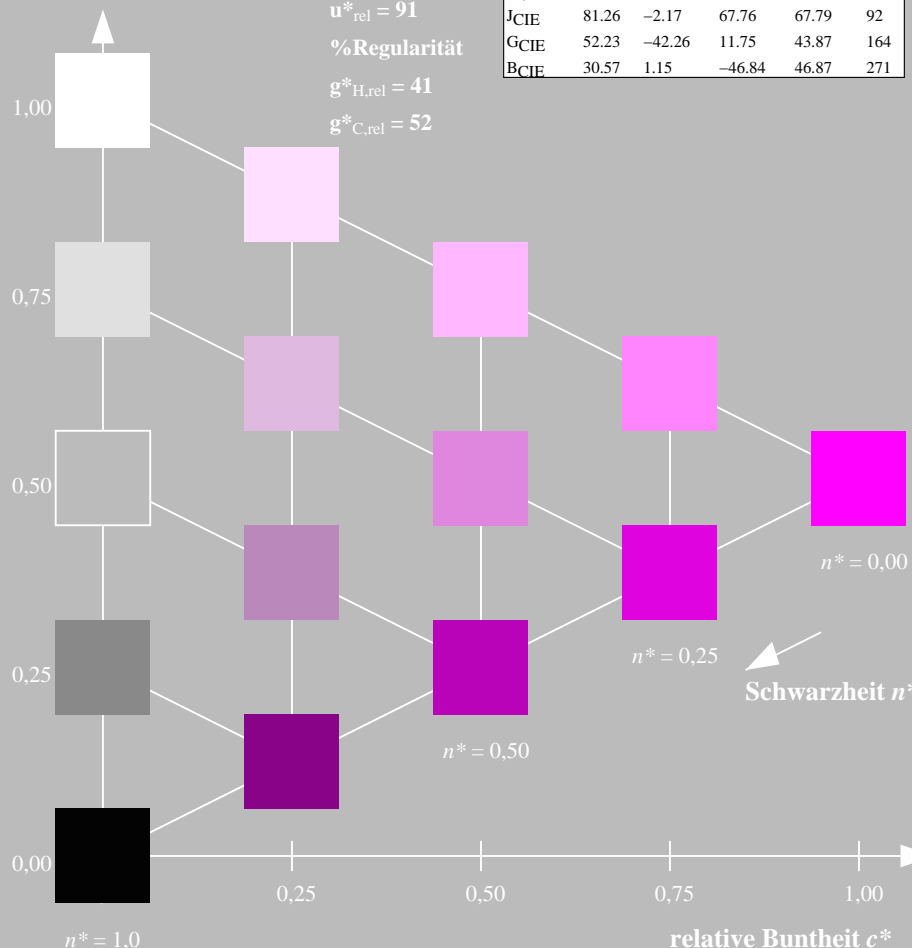 u*rel = 91
%Regularität
g*H,rel = 41
g*C,rel = 52
JCIE 81.26 −2.17 67.76 67.79 92
GCIE 52.23 −42.26 11.75 43.87 164
BCIE 30.57 1.15 −46.84 46.87 271
1,00
0,75
0,50
0,25
0,00
n* = 0,00
n* = 0,25
Schwarzheit n*
n* = 0,50
0,25 0,50 0,75 1,00
n* = 1,0
relative Buntheit c*